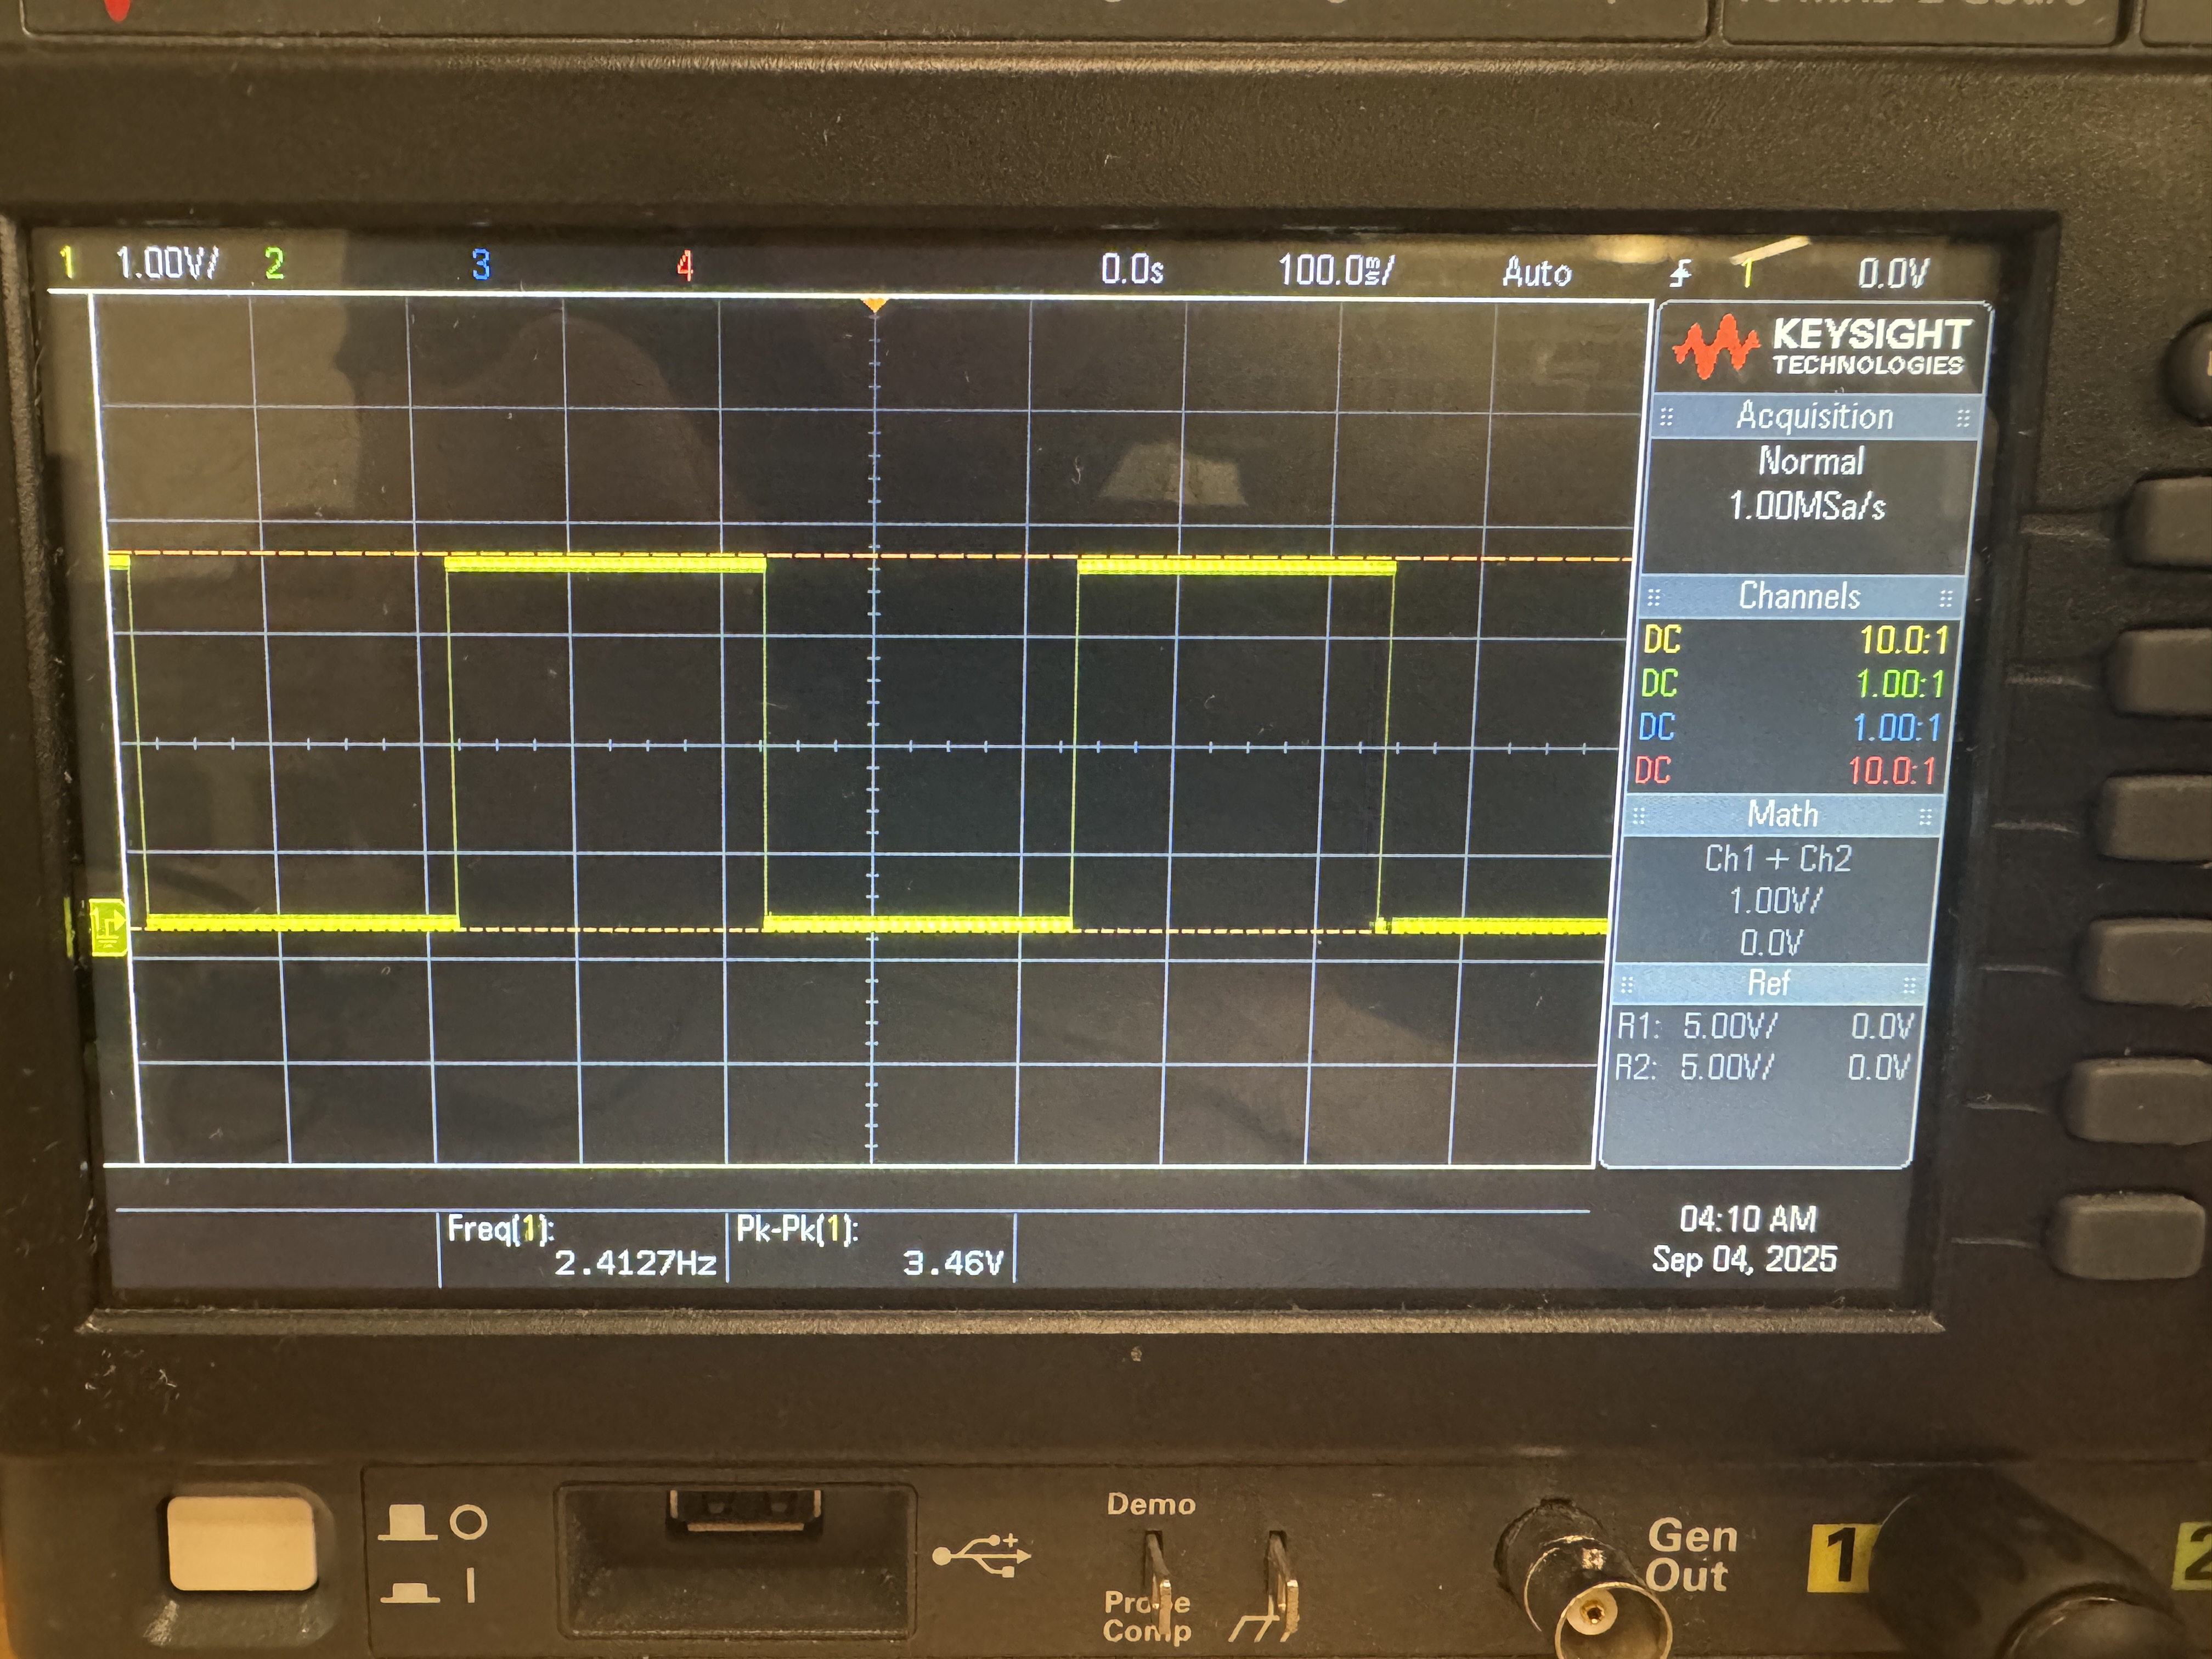 1 1.00V/ 2 3 4 0.0s 100.0ms/ Auto 1 0.0V
KEYSIGHT
TECHNOLOGIES
Acquisition
Normal
1.00MSa/s
Channels
DC 10.0:1
DC 1.00:1
DC 1.00:1
DC 10.0:1
Math
Ch1 + Ch2
1.00V/
0.0V
Ref
R1: 5.00V/ 0.0V
R2: 5.00V/ 0.0V
Freq(1):
2.4127Hz
Pk-Pk(1):
3.46V
04:10 AM
Sep 04, 2025
Demo
Probe
Comp
Gen
Out
1
2